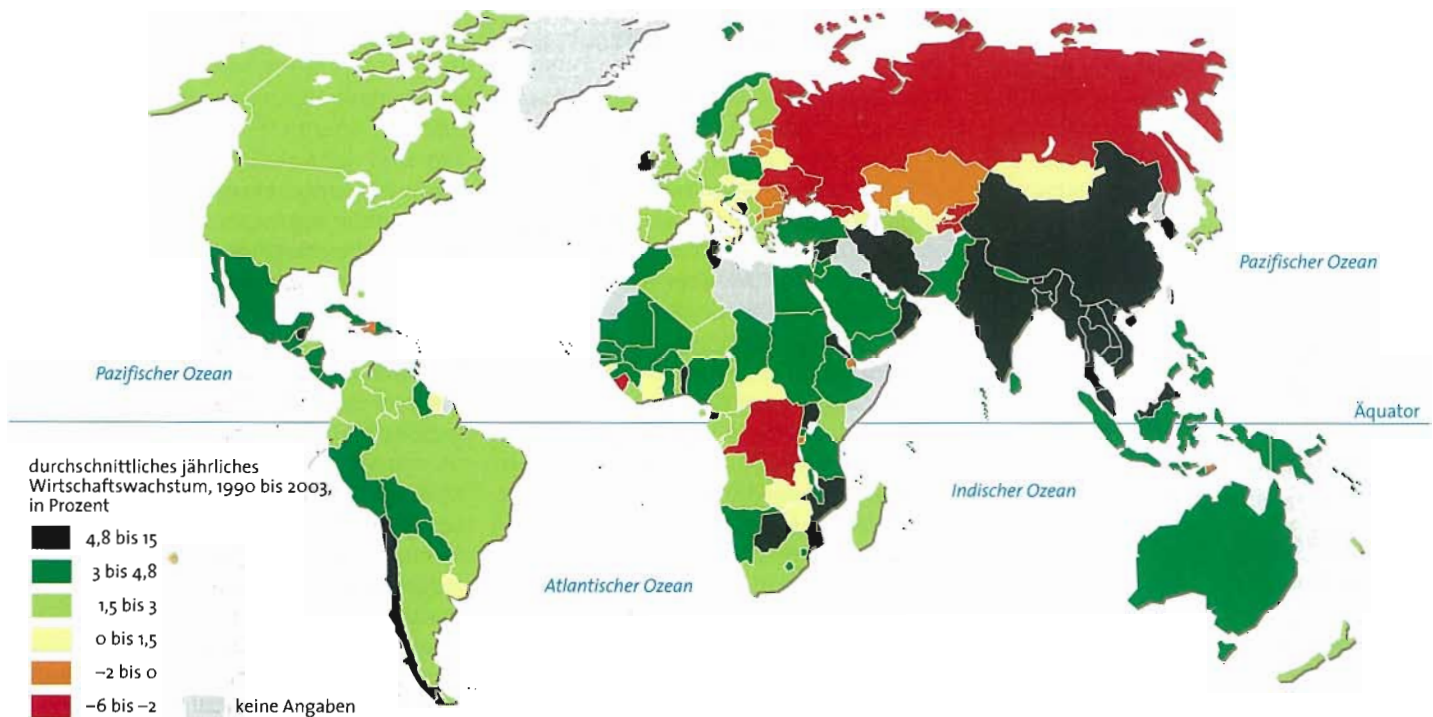 Pazifischer Ozean
Pazifischer Ozean
Äquator
Indischer Ozean
Atlantischer Ozean
durchschnittliches jährliches
Wirtschaftswachstum, 1990 bis 2003,
in Prozent
4,8 bis 15
3 bis 4,8
1,5 bis 3
0 bis 1,5
−2 bis 0
−6 bis −2
keine Angaben